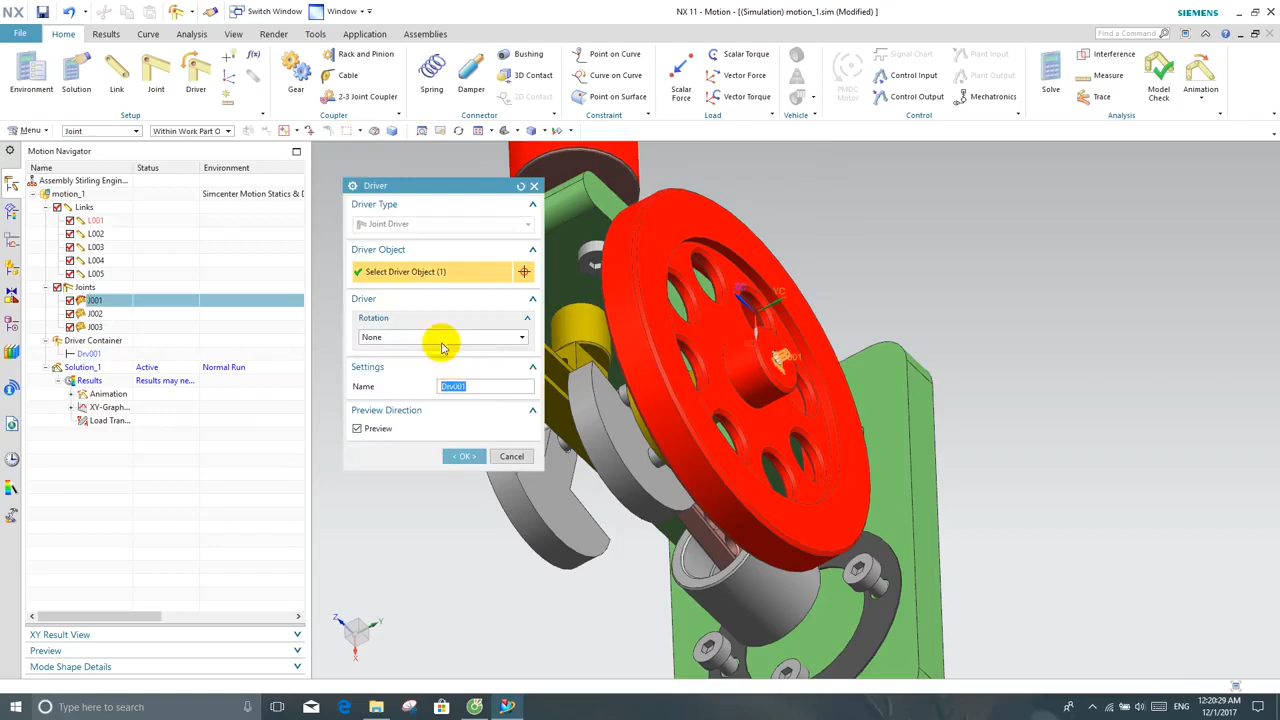 NX Switch Window Window NX 11 - Motion - [(Simulation) motion_1.sim (Modified) ] SIEMENS
File Home Results Curve Analysis View Render Tools Application Assemblies Find a Command
Rack and Pinion Bushing Point on Curve Scalar Torque Signal Chart Plant Input Interference
f(x) Cable 3D Contact Curve on Curve Vector Force Control Input Plant Output Measure
Environment Solution Link Joint Driver Gear 2-3 Joint Coupler Spring Damper 2D Contact Point on Surface Scalar Force Vector Torque PMDC Motor Control Output Mechatronics Solve Trace Model Check Animation
Setup Coupler Connector Constraint Load Vehicle Control Analysis
Menu Joint Within Work Part O
Motion Navigator
Name Status Environment
Assembly Stirling Engin...
motion_1 Simcenter Motion Statics & D
Links
L001
L002
L003
L004
L005
Joints
J001
J002
J003
Driver Container
Drv001
Solution_1 Active Normal Run
Results Results may ne...
Animation
XY-Graph...
Load Tran...
XY Result View
Preview
Mode Shape Details
Driver
Driver Type
Joint Driver
Driver Object
Select Driver Object (1)
Driver
Rotation
None
Settings
Name Drv001
Preview Direction
Preview
< OK > Cancel
YC
Z Y
X
Type here to search
ENG
12:20:29 AM
12/1/2017